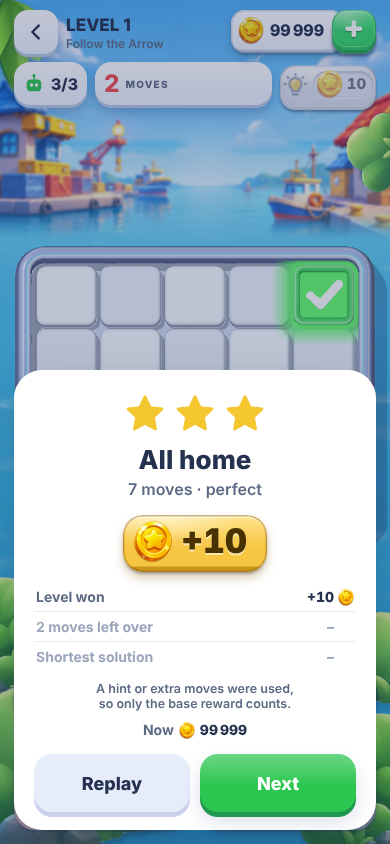 LEVEL 1
Follow the Arrow
99 999
+
3/3
2 MOVES
10
All home
7 moves · perfect
+10
Level won +10
2 moves left over –
Shortest solution –
A hint or extra moves were used,
so only the base reward counts.
Now 99 999
Replay Next